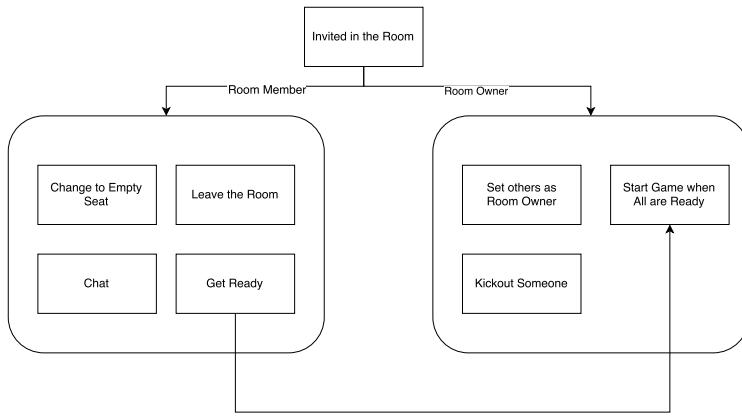 Invited in the Room
Room Member
Room Owner
Change to Empty
Seat
Leave the Room
Set others as
Room Owner
Start Game when
All are Ready
Chat
Get Ready
Kickout Someone